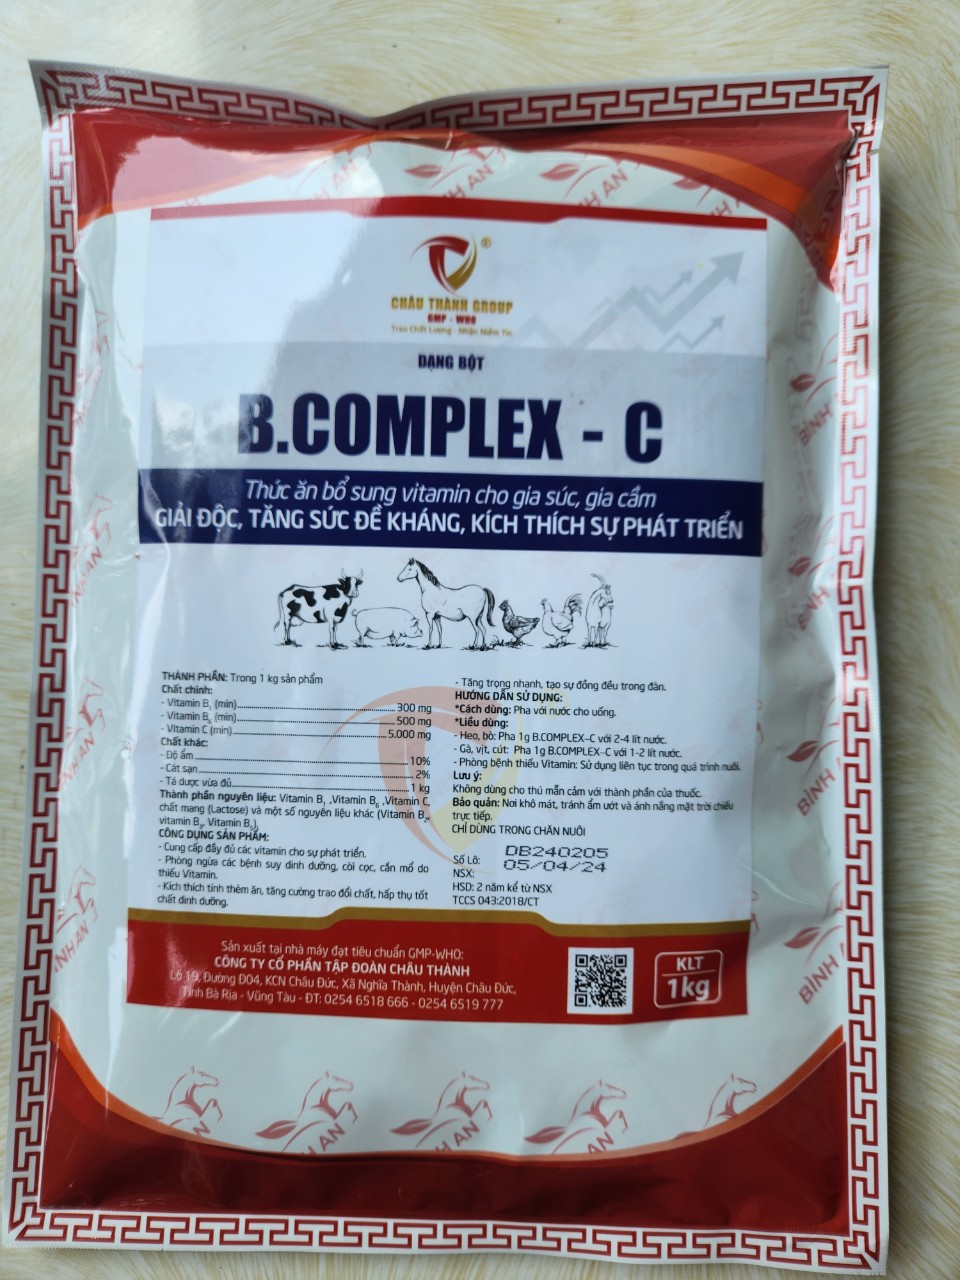 CHÂU THÀNH GROUP
GMP - WHO
Trao Chất Lượng - Nhận Niềm Tin
DẠNG BỘT
B.COMPLEX - C
Thức ăn bổ sung vitamin cho gia súc, gia cầm
GIẢI ĐỘC, TĂNG SỨC ĐỀ KHÁNG, KÍCH THÍCH SỰ PHÁT TRIỂN
THÀNH PHẦN: Trong 1 kg sản phẩm
Chất chính:
- Vitamin B₁ (min)........300 mg
- Vitamin B₆ (min)........500 mg
- Vitamin C (min)........5.000 mg
Chất khác:
- Độ ẩm........10%
- Cát sạn........2%
- Tá dược vừa đủ........1 kg
Thành phần nguyên liệu: Vitamin B₁ ,Vitamin B₆ ,Vitamin C,
chất mang (Lactose) và một số nguyên liệu khác (Vitamin
vitamin Vitamin
CÔNG DỤNG SẢN PHẨM:
- Cung cấp đầy đủ các vitamin cho sự phát triển.
- Phòng ngừa các bệnh suy dinh dưỡng, còi cọc, cắn mổ do
thiếu Vitamin.
- Kích thích tính thèm ăn, tăng cường trao đổi chất, hấp thụ tốt
chất dinh dưỡng.
- Tăng trọng nhanh, tạo sự đồng đều trong đàn.
HƯỚNG DẪN SỬ DỤNG:
*Cách dùng: Pha với nước cho uống.
*Liều dùng:
- Heo, bò: Pha 1g B.COMPLEX-C với 2-4 lít nước.
- Gà, vịt, cút: Pha 1g B.COMPLEX-C với 1-2 lít nước.
- Phòng bệnh thiếu Vitamin: Sử dụng liên tục trong quá trình nuôi.
Lưu ý:
Không dùng cho thú mẫn cảm với thành phần của thuốc.
Bảo quản: Nơi khô mát, tránh ẩm ướt và ánh nắng mặt trời chiếu
trực tiếp.
CHỈ DÙNG TRONG CHĂN NUÔI
Số Lô: DB240205
NSX: 05/04/24
HSD: 2 năm kể từ NSX
TCCS 043:2018/CT
Sản xuất tại nhà máy đạt tiêu chuẩn GMP-WHO:
CÔNG TY CỔ PHẦN TẬP ĐOÀN CHÂU THÀNH
Lô 19, Đường Đ04, KCN Châu Đức, Xã Nghĩa Thành, Huyện Châu Đức,
Tỉnh Bà Rịa - Vũng Tàu - ĐT: 0254 6518 666 - 0254 6519 777
KLT
1kg
BÌNH AN